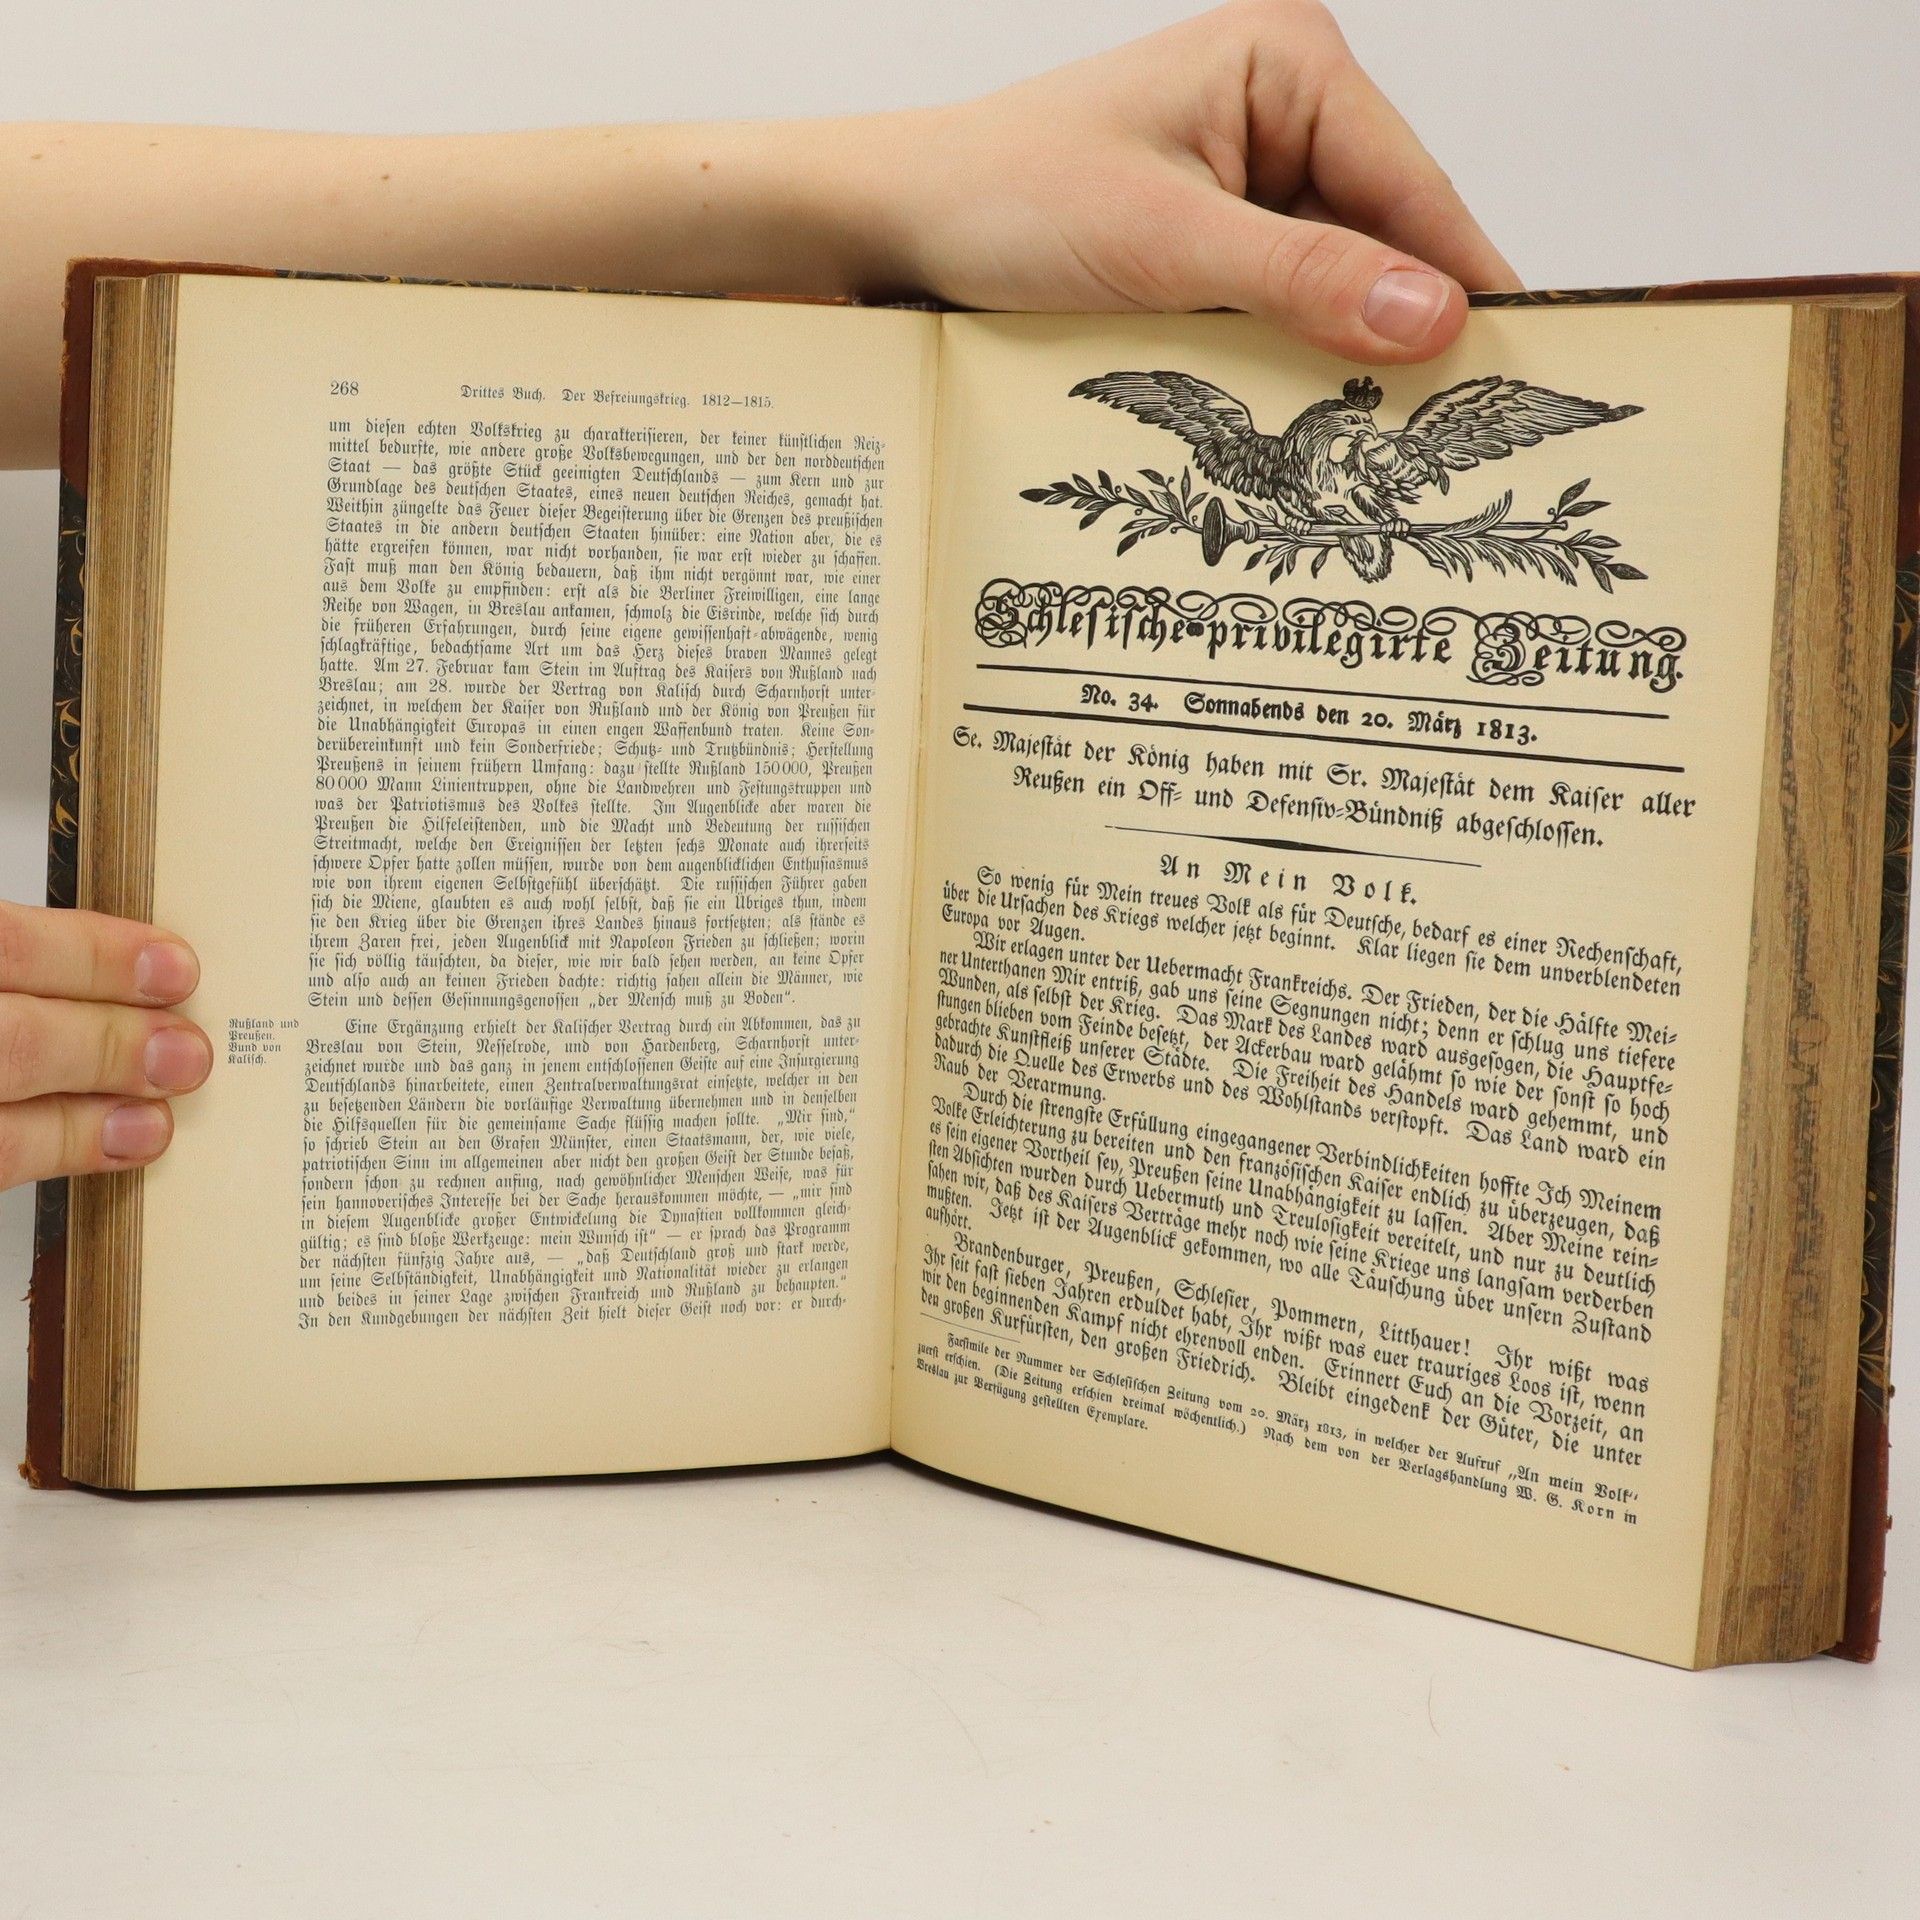 268
Drittes Buch. Der Befreiungskrieg. 1812—1815.
um diesen echten Volkskrieg zu charakterisieren, der keiner künstlichen Reiz-
mittel bedurfte, wie andere große Volksbewegungen, und der den norddeutschen
Staat — das größte Stück geeinigten Deutschlands — zum Kern und zur
Grundlage des deutschen Staates, eines neuen deutschen Reiches, gemacht hat.
Weithin züngelte das Feuer dieser Begeisterung über die Grenzen des preußischen
Staates in die andern deutschen Staaten hinüber: eine Nation aber, die es
hätte ergreifen können, war nicht vorhanden, sie war erst wieder zu schaffen.
Fast muß man den König bedauern, daß ihm nicht vergönnt war, wie einer
aus dem Volke zu empfinden: erst als die Berliner Freiwilligen, eine lange
Reihe von Wagen, in Breslau ankamen, schmolz die Eisrinde, welche sich durch
die früheren Erfahrungen, durch seine eigene gewissenhaft-abwägende, wenig
schlagkräftige, bedachtsame Art um das Herz dieses braven Mannes gelegt
hatte. Am 27. Februar kam Stein im Auftrag des Kaisers von Rußland nach
Breslau; am 28. wurde der Vertrag von Kalisch durch Scharnhorst unter-
zeichnet, in welchem der Kaiser von Rußland und der König von Preußen für
die Unabhängigkeit Europas in einen engen Waffenbund traten. Keine Son-
derübereinkunft und kein Sonderfriede; Schutz- und Trutzbündnis; Herstellung
Preußens in seinem frühern Umfang: dazu stellte Rußland 150000, Preußen
80000 Mann Linientruppen, ohne die Landwehren und Festungstruppen und
was der Patriotismus des Volkes stellte. Im Augenblicke aber waren die
Preußen die Hilfeleistenden, und die Macht und Bedeutung der russischen
Streitmacht, welche den Ereignissen der letzten sechs Monate auch ihrerseits
schwere Opfer hatte zollen müssen, wurde von dem augenblicklichen Enthusiasmus
wie von ihrem eigenen Selbstgefühl überschätzt. Die russischen Führer gaben
sich die Miene, glaubten es auch wohl selbst, daß sie ein Übriges thun, indem
sie den Krieg über die Grenzen ihres Landes hinaus fortsetzten; als stände es
ihrem Zaren frei, jeden Augenblick mit Napoleon Frieden zu schließen; worin
sie sich völlig täuschten, da dieser, wie wir bald sehen werden, an keine Opfer
und also auch an keinen Frieden dachte: richtig sahen allein die Männer, wie
Stein und dessen Gesinnungsgenossen „der Mensch muß zu Boden“.
Rußland und
Preußen.
Bund von
Kalisch.
Eine Ergänzung erhielt der Kalischer Vertrag durch ein Abkommen, das zu
Breslau von Stein, Nesselrode, und von Hardenberg, Scharnhorst unter-
zeichnet wurde und das ganz in jenem entschlossenen Geiste auf eine Insurgierung
Deutschlands hinarbeitete, einen Zentralverwaltungsrat einsetzte, welcher in den
zu besetzenden Ländern die vorläufige Verwaltung übernehmen und in denselben
die Hilfsquellen für die gemeinsame Sache flüssig machen sollte. „Mir sind,“
so schrieb Stein an den Grafen Münster, einen Staatsmann, der, wie viele,
patriotischen Sinn im allgemeinen aber nicht den großen Geist der Stunde besaß,
sondern schon zu rechnen anfing, nach gewöhnlicher Menschen Weise, was für
sein hannoverisches Interesse bei der Sache herauskommen möchte, — „mir sind
in diesem Augenblicke großer Entwickelung die Dynastien vollkommen gleich-
gültig; es sind bloße Werkzeuge: mein Wunsch ist“ — er sprach das Programm
der nächsten fünfzig Jahre aus, — „daß Deutschland groß und stark werde,
um seine Selbständigkeit, Unabhängigkeit und Nationalität wieder zu erlangen
und beides in seiner Lage zwischen Frankreich und Rußland zu behaupten.“
In den Kundgebungen der nächsten Zeit hielt dieser Geist noch vor: er durch-
Schlesische privilegirte Zeitung.
No. 34. Sonnabends den 20. März 1813.
Se. Majestät der König haben mit Sr. Majestät dem Kaiser aller
Reußen ein Off- und Defensiv-Bündniß abgeschlossen.
An Mein Volk.
So wenig für Mein treues Volk als für Deutsche, bedarf es einer Rechenschaft,
über die Ursachen des Kriegs welcher jetzt beginnt. Klar liegen sie dem unverblendeten
Europa vor Augen.
Wir erlagen unter der Uebermacht Frankreichs. Der Frieden, der die Hälfte Mei-
ner Unterthanen Mir entriß, gab uns seine Segnungen nicht; denn er schlug uns tiefere
Wunden, als selbst der Krieg. Das Mark des Landes ward ausgesogen, die Hauptfe-
stungen blieben vom Feinde besetzt, der Ackerbau ward gelähmt so wie der sonst so hoch
gebrachte Kunstfleiß unserer Städte. Die Freiheit des Handels ward gehemmt, und
dadurch die Quelle des Erwerbs und des Wohlstands verstopft. Das Land ward ein
Raub der Verarmung.
Durch die strengste Erfüllung eingegangener Verbindlichkeiten hoffte Ich Meinem
Volke Erleichterung zu bereiten und den französischen Kaiser endlich zu überzeugen, daß
es sein eigener Vortheil sey, Preußen seine Unabhängigkeit zu lassen. Aber Meine rein-
sten Absichten wurden durch Uebermuth und Treulosigkeit vereitelt, und nur zu deutlich
sahen wir, daß des Kaisers Verträge mehr noch wie seine Kriege uns langsam verderben
mußten. Jetzt ist der Augenblick gekommen, wo alle Täuschung über unsern Zustand
aufhört.
Brandenburger, Preußen, Schlesier, Pommern, Litthauer! Ihr wißt was
Ihr seit fast sieben Jahren erduldet habt, Ihr wißt was euer trauriges Loos ist, wenn
wir den beginnenden Kampf nicht ehrenvoll enden. Erinnert Euch an die Vorzeit, an
den großen Kurfürsten, den großen Friedrich. Bleibt eingedenk der Güter, die unter
Facsimile der Nummer der Schlesischen Zeitung vom 20. März 1813, in welcher der Aufruf „An mein Volk“
zuerst erschien. (Die Zeitung erschien dreimal wöchentlich.) Nach dem von der Verlagshandlung W. G. Korn in
Breslau zur Verfügung gestellten Exemplare.